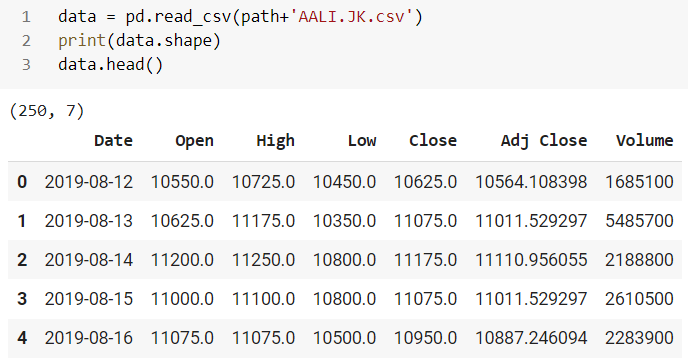 1 data = pd.read_csv(path+'AALI.JK.csv')
2 print(data.shape)
3 data.head()
(250, 7)
Date Open High Low Close Adj Close Volume
0 2019-08-12 10550.0 10725.0 10450.0 10625.0 10564.108398 1685100
1 2019-08-13 10625.0 11175.0 10350.0 11075.0 11011.529297 5485700
2 2019-08-14 11200.0 11250.0 10800.0 11175.0 11110.956055 2188800
3 2019-08-15 11000.0 11100.0 10800.0 11075.0 11011.529297 2610500
4 2019-08-16 11075.0 11075.0 10500.0 10950.0 10887.246094 2283900